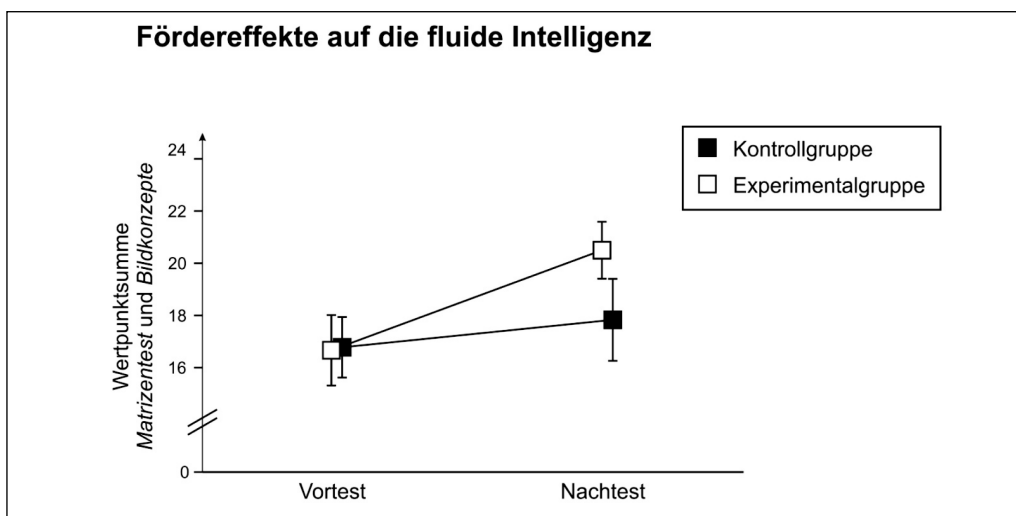 Fördereffekte auf die fluide Intelligenz
Kontrollgruppe
Experimentalgruppe
Wertpunktsumme
Matrizentest und Bildkonzepte
24
22
20
18
16
0
Vortest
Nachtest